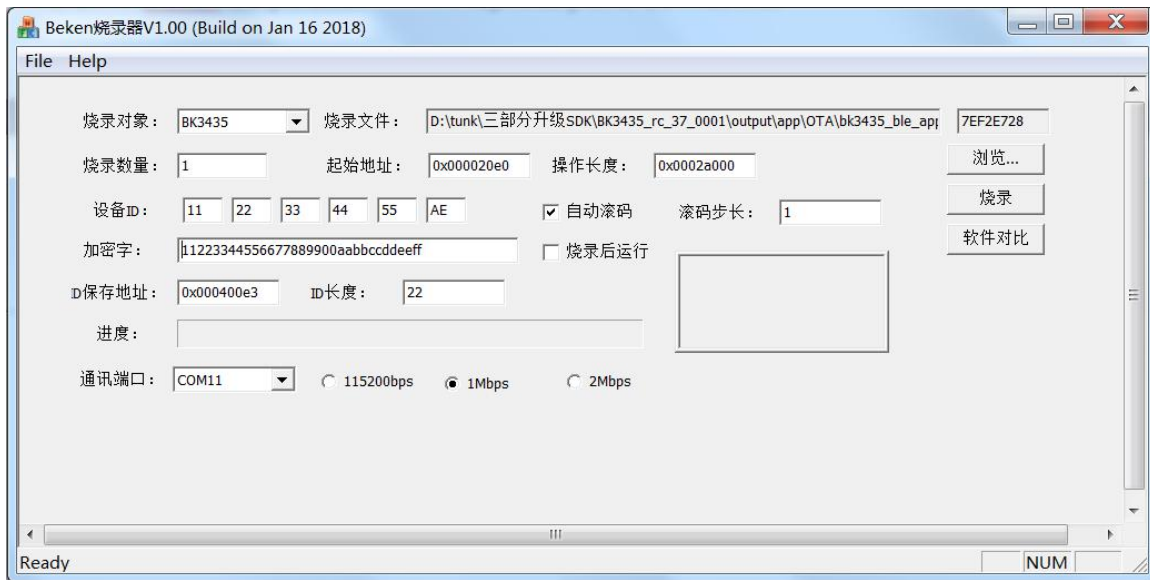 Beken烧录器V1.00 (Build on Jan 16 2018)
File Help
烧录对象： BK3435 烧录文件： D:\tunk\三部分升级SDK\BK3435_rc_37_0001\output\app\OTA\bk3435_ble_app 7EF2E728
烧录数量： 1 起始地址： 0x000020e0 操作长度： 0x0002a000 浏览...
设备ID： 11 22 33 44 55 AE 自动滚码 滚码步长： 1 烧录
加密字： 11223344556677889900aabbccddeeff 烧录后运行 软件对比
ID保存地址： 0x000400e3 ID长度： 22
进度：
通讯端口： COM11 115200bps 1Mbps 2Mbps
Ready NUM